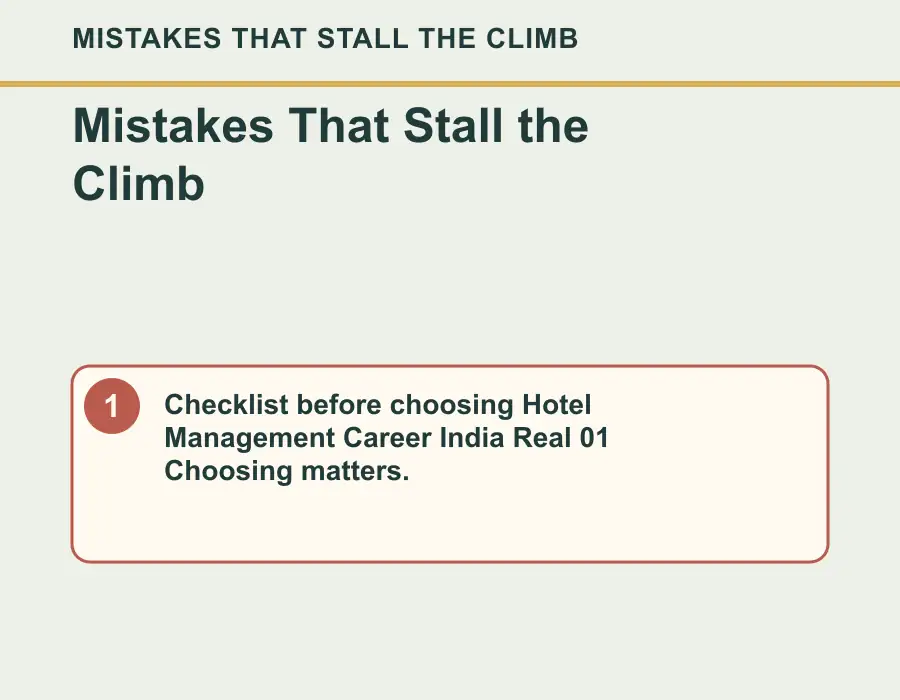 MISTAKES THAT STALL THE CLIMB
Mistakes That Stall the
Climb
1
Checklist before choosing Hotel
Management Career India Real 01
Choosing matters.